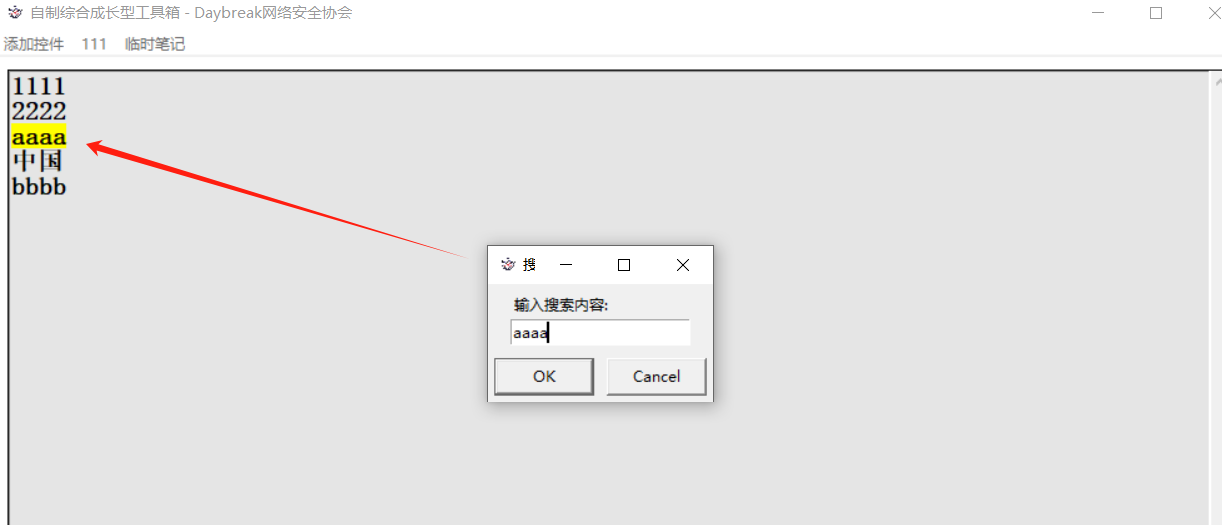 自制综合成长型工具箱 - Daybreak网络安全协会
添加控件 111 临时笔记
1111
2222
aaaa
中国
bbbb
搜
输入搜索内容:
aaaa
OK Cancel